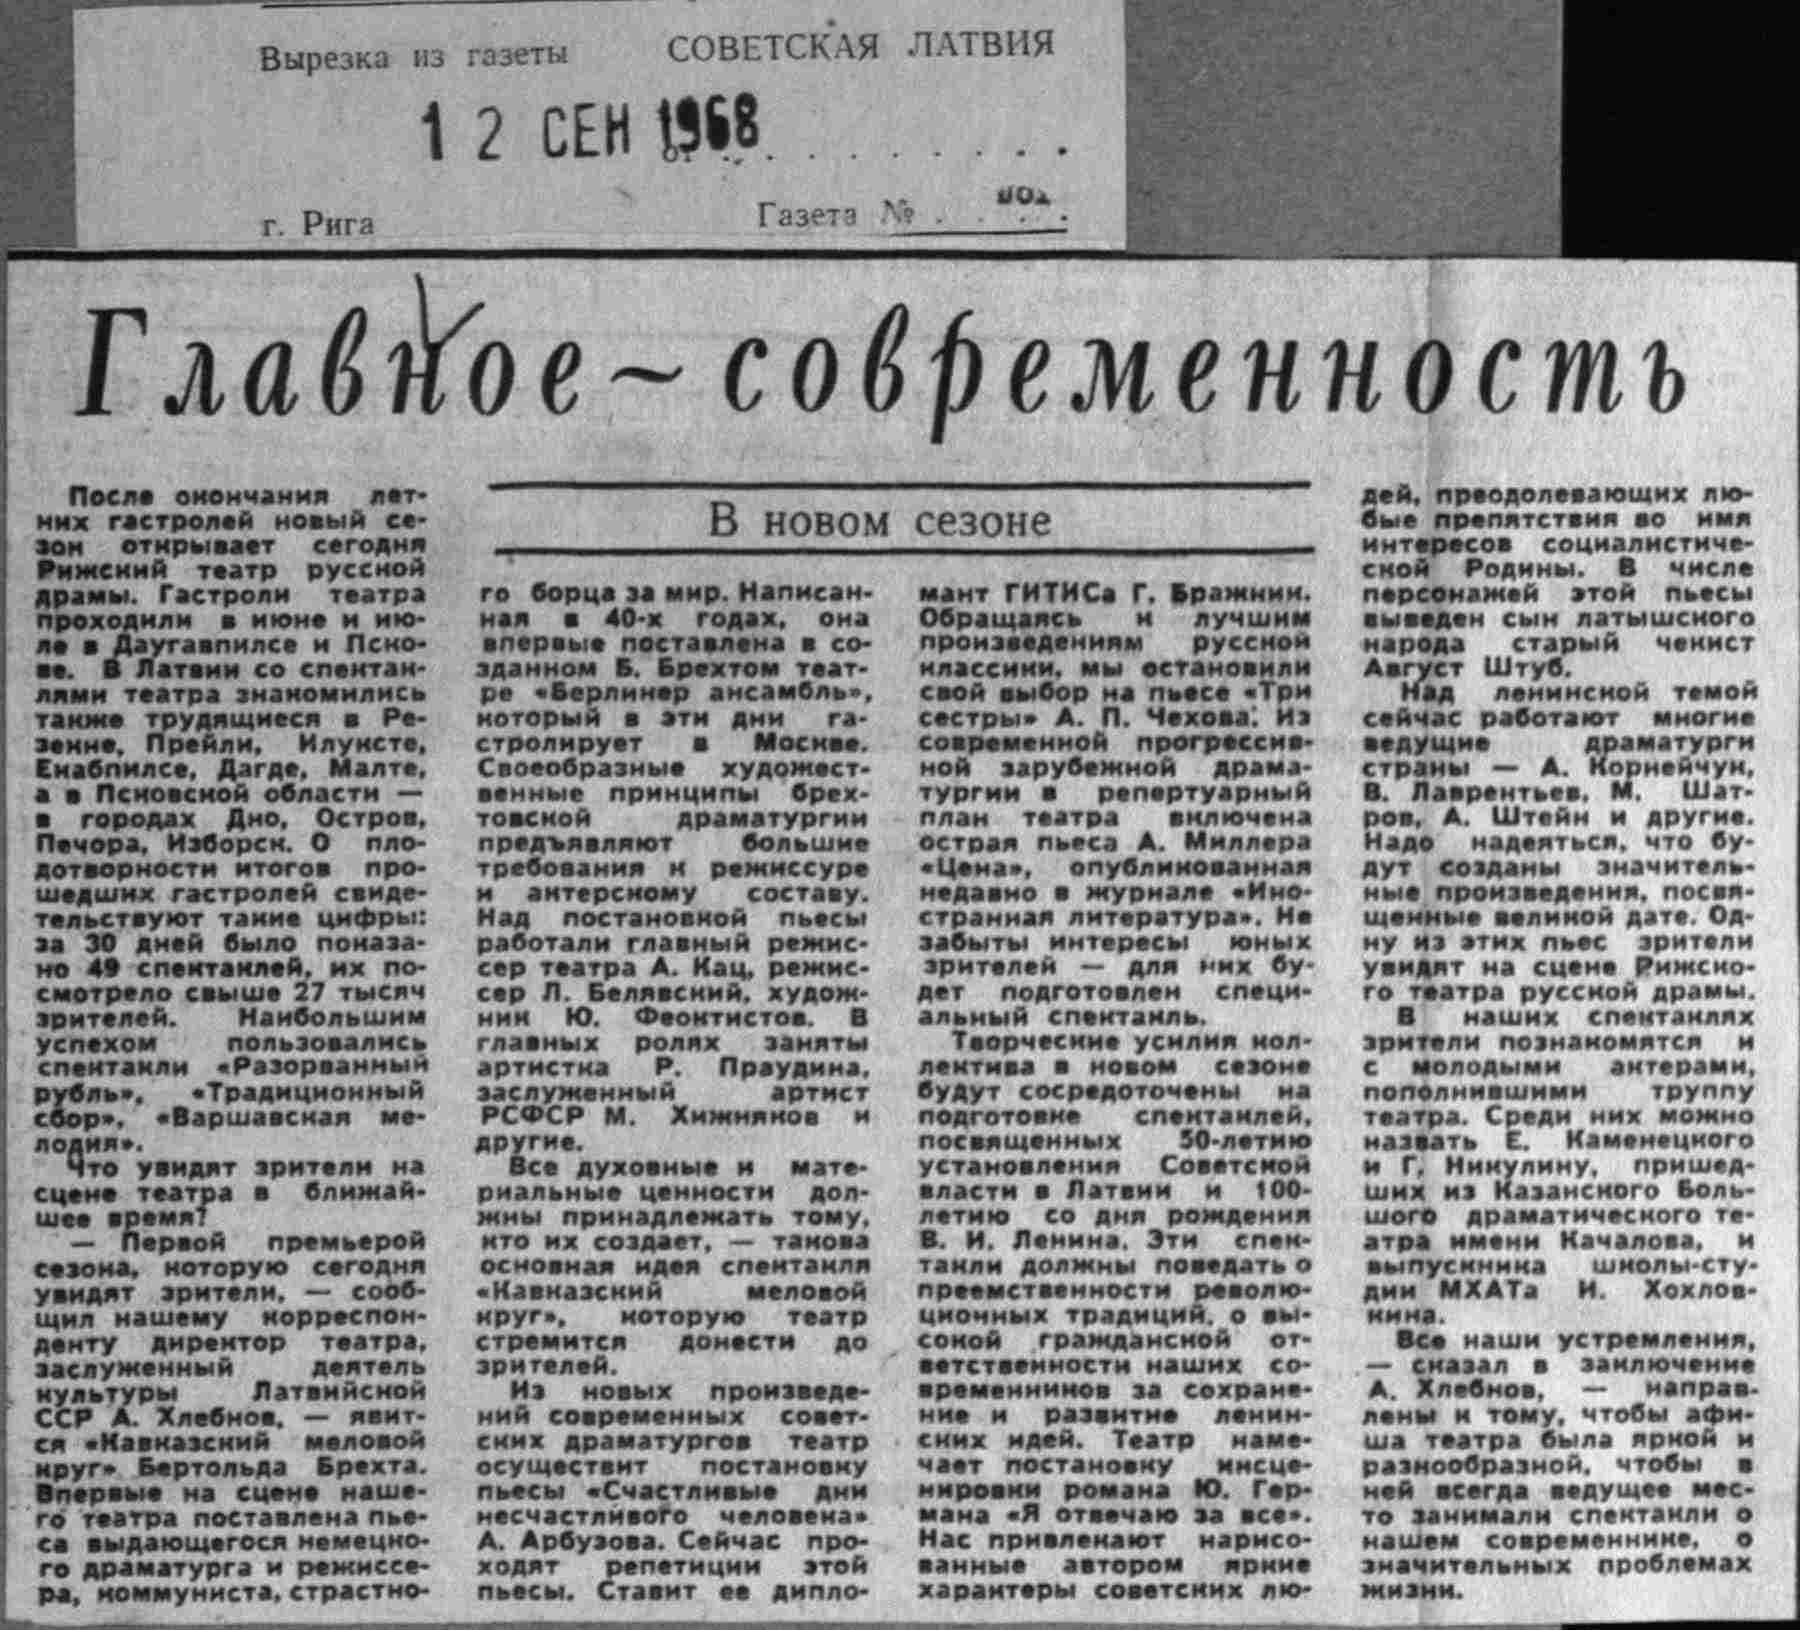 Вырезка из газеты СОВЕТСКАЯ ЛАТВИЯ
12 СЕН 1968
г. Рига Газета №
Главное ~ современность
В новом сезоне
После окончания лет-
них гастролей новый се-
зон открывает сегодня
Рижский театр русской
драмы. Гастроли театра
проходили в июне и ию-
ле в Даугавпилсе и Пско-
ве. В Латвии со спектак-
лями театра знакомились
также трудящиеся в Ре-
зекне, Прейли, Илуксте,
Екабпилсе, Дагде, Малте,
а в Псковской области —
в городах Дно, Остров,
Печора, Изборск. О пло-
дотворности итогов про-
шедших гастролей свиде-
тельствуют такие цифры:
за 30 дней было показа-
но 49 спектаклей, их по-
смотрело свыше 27 тысяч
зрителей. Наибольшим
успехом пользовались
спектакли «Разорванный
рубль», «Традиционный
сбор», «Варшавская ме-
лодия».
Что увидят зрители на
сцене театра в ближай-
шее время?
— Первой премьерой
сезона, которую сегодня
увидят зрители, — сооб-
щил нашему корреспон-
денту директор театра,
заслуженный деятель
культуры Латвийской
ССР А. Хлебнов, — явит-
ся «Кавказский меловой
круг» Бертольда Брехта.
Впервые на сцене наше-
го театра поставлена пье-
са выдающегося немецко-
го драматурга и режиссе-
ра, коммуниста, страстно-
го борца за мир. Написан-
ная в 40-х годах, она
впервые поставлена в со-
зданном Б. Брехтом теат-
ре «Берлинер ансамбль»,
который в эти дни га-
стролирует в Москве.
Своеобразные художест-
венные принципы брех-
товской драматургии
предъявляют большие
требования к режиссуре
и актерскому составу.
Над постановкой пьесы
работали главный режис-
сер театра А. Кац, режис-
сер Л. Белявский, худож-
ник Ю. Феоктистов. В
главных ролях заняты
артистка Р. Праудина,
заслуженный артист
РСФСР М. Хижняков и
другие.
Все духовные и мате-
риальные ценности дол-
жны принадлежать тому,
кто их создает, — такова
основная идея спектакля
«Кавказский меловой
круг», которую театр
стремится донести до
зрителей.
Из новых произведе-
ний современных совет-
ских драматургов театр
осуществит постановку
пьесы «Счастливые дни
несчастливого человека»
А. Арбузова. Сейчас про-
ходят репетиции этой
пьесы. Ставит ее дипло-
мант ГИТИСа Г. Бражнин.
Обращаясь к лучшим
произведениям русской
классики, мы остановили
свой выбор на пьесе «Три
сестры» А. П. Чехова. Из
современной прогрессив-
ной зарубежной драма-
тургии в репертуарный
план театра включена
острая пьеса А. Миллера
«Цена», опубликованная
недавно в журнале «Ино-
странная литература». Не
забыты интересы юных
зрителей — для них бу-
дет подготовлен специ-
альный спектакль.
Творческие усилия кол-
лектива в новом сезоне
будут сосредоточены на
подготовке спектаклей,
посвященных 50-летию
установления Советской
власти в Латвии и 100-
летию со дня рождения
В. И. Ленина. Эти спек-
такли должны поведать о
преемственности револю-
ционных традиций, о вы-
сокой гражданской от-
ветственности наших со-
временников за сохране-
ние и развитие ленин-
ских идей. Театр наме-
чает постановку инсце-
нировки романа Ю. Гер-
мана «Я отвечаю за все».
Нас привлекают нарисо-
ванные автором яркие
характеры советских лю-
дей, преодолевающих лю-
бые препятствия во имя
интересов социалистиче-
ской Родины. В числе
персонажей этой пьесы
выведен сын латышского
народа старый чекист
Август Штуб.
Над ленинской темой
сейчас работают многие
ведущие драматурги
страны — А. Корнейчук,
В. Лаврентьев, М. Шат-
ров, А. Штейн и другие.
Надо надеяться, что бу-
дут созданы значитель-
ные произведения, посвя-
щенные великой дате. Од-
ну из этих пьес зрители
увидят на сцене Рижско-
го театра русской драмы.
В наших спектаклях
зрители познакомятся и
с молодыми актерами,
пополнившими труппу
театра. Среди них можно
назвать Е. Каменецкого
и Г. Никулину, пришед-
ших из Казанского Боль-
шого драматического те-
атра имени Качалова, и
выпускника школы-сту-
дии МХАТа И. Хохлов-
кина.
Все наши устремления,
— сказал в заключение
А. Хлебнов, — направ-
лены к тому, чтобы афи-
ша театра была яркой и
разнообразной, чтобы в
ней всегда ведущее мес-
то занимали спектакли о
нашем современнике, о
значительных проблемах
жизни.